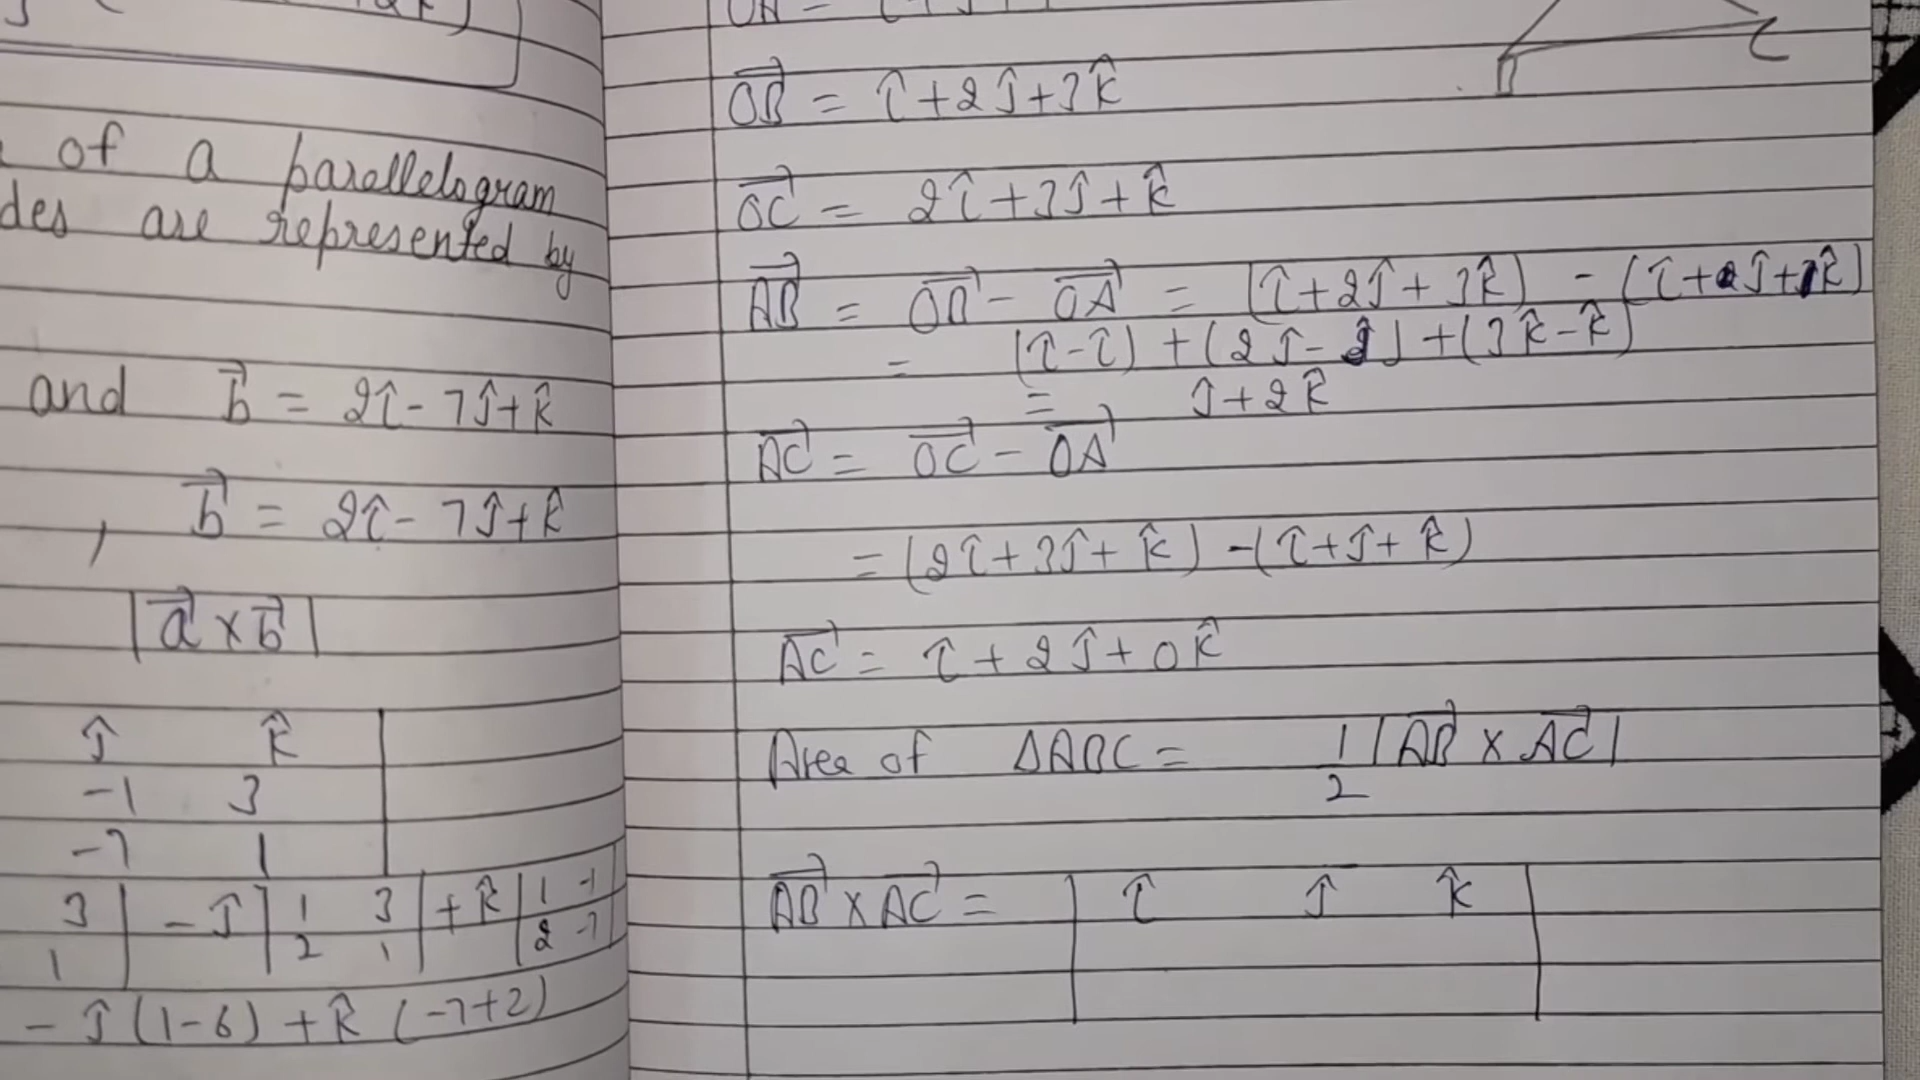 of a parellelogram
des are represented by
and b⃗ = 2î - 7ĵ + k̂
, b⃗ = 2î - 7ĵ + k̂
|a⃗ × b⃗|
ĵ k̂
-1 3
-7 1
3 | - ĵ | 1 3 | + k̂ | 1 -1
1 | 2 1 | 2 -7 |
- ĵ (1-6) + k̂ (-7+2)
OB⃗ = î + 2ĵ + 3k̂
OC⃗ = 2î + 3ĵ + k̂
AB⃗ = OB⃗ - OA⃗ = (î + 2ĵ + 3k̂) - (î + ĵ + k̂)
= (î - î) + (2ĵ - ĵ) + (3k̂ - k̂)
= ĵ + 2k̂
AC⃗ = OC⃗ - OA⃗
= (2î + 3ĵ + k̂) - (î + ĵ + k̂)
AC⃗ = î + 2ĵ + 0k̂
Area of ΔABC = 1/2 |AB⃗ × AC⃗|
AB⃗ × AC⃗ = | î ĵ k̂ |
B
C